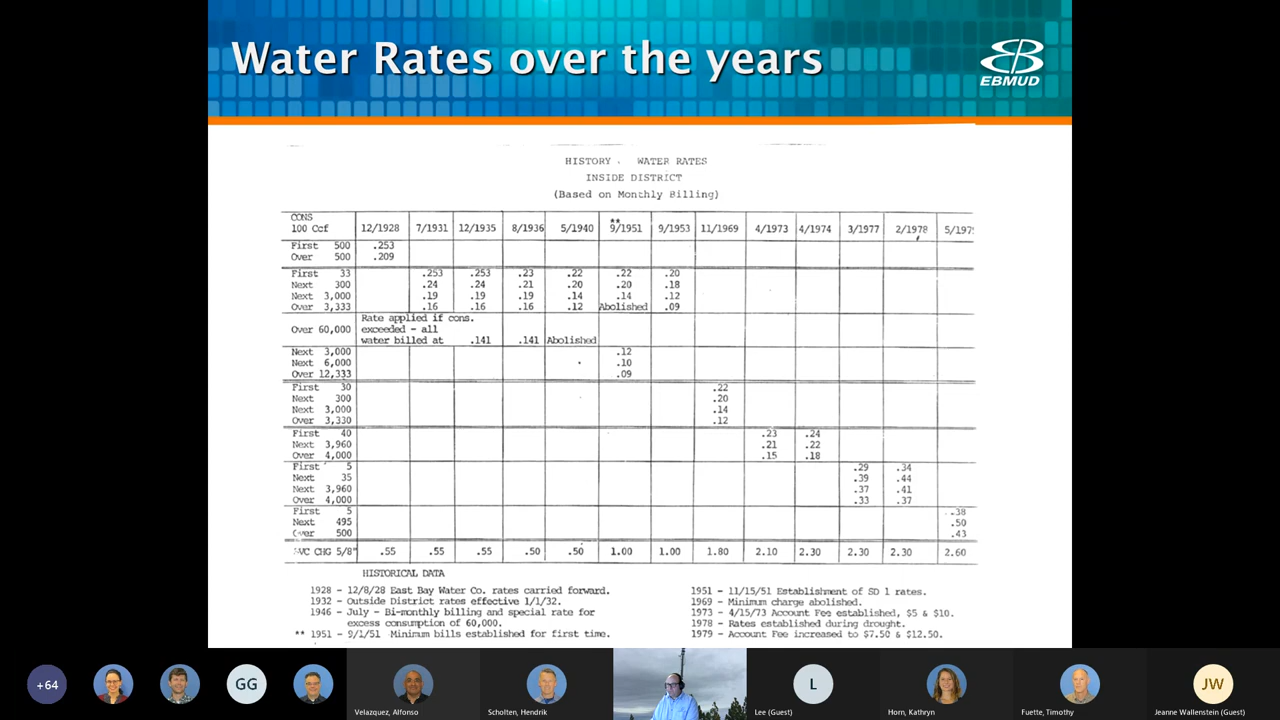 Water Rates over the years
EBMUD
HISTORY . WATER RATES
INSIDE DISTRICT
(Based on Monthly Billing)
CONS
100 Ccf 12/1928 7/1931 12/1935 8/1936 5/1940 ** 9/1951 9/1953 11/1969 4/1973 4/1974 3/1977 2/1978 5/197
First 500 .253
Over 500 .209
First 33 .253 .253 .23 .22 .22 .20
Next 300 .24 .24 .21 .20 .20 .18
Next 3,000 .19 .19 .19 .14 .14 .12
Over 3,333 .16 .16 .16 .12 Abolished .09
Rate applied if cons.
Over 60,000 exceeded - all
water billed at .141 .141 Abolished
Next 3,000 .12
Next 6,000 .10
Over 12,333 .09
First 30 .22
Next 300 .20
Next 3,000 .14
Over 3,330 .12
First 40 .23 .24
Next 3,960 .21 .22
Over 4,000 .15 .18
First 5 .29 .34
Next 35 .39 .44
Next 3,960 .37 .41
Over 4,000 .33 .37
First 5 .38
Next 495 .50
Over 500 .43
VC CHG 5/8" .55 .55 .55 .50 .50 1.00 1.00 1.80 2.10 2.30 2.30 2.30 2.60
HISTORICAL DATA
1928 - 12/8/28 East Bay Water Co. rates carried forward.
1932 - Outside District rates effective 1/1/32.
1946 - July - Bi-monthly billing and special rate for
excess consumption of 60,000.
** 1951 - 9/1/51 Minimum bills established for first time.
1951 - 11/15/51 Establishment of SD 1 rates.
1969 - Minimum charge abolished.
1973 - 4/15/73 Account Fee established, $5 & $10.
1978 - Rates established during drought.
1979 - Account Fee increased to $7.50 & $12.50.
+64
GG
L
JW
Velazquez, Alfonso
Scholten, Hendrik
Lee (Guest)
Horn, Kathryn
Fuette, Timothy
Jeanne Wallenstein (Guest)